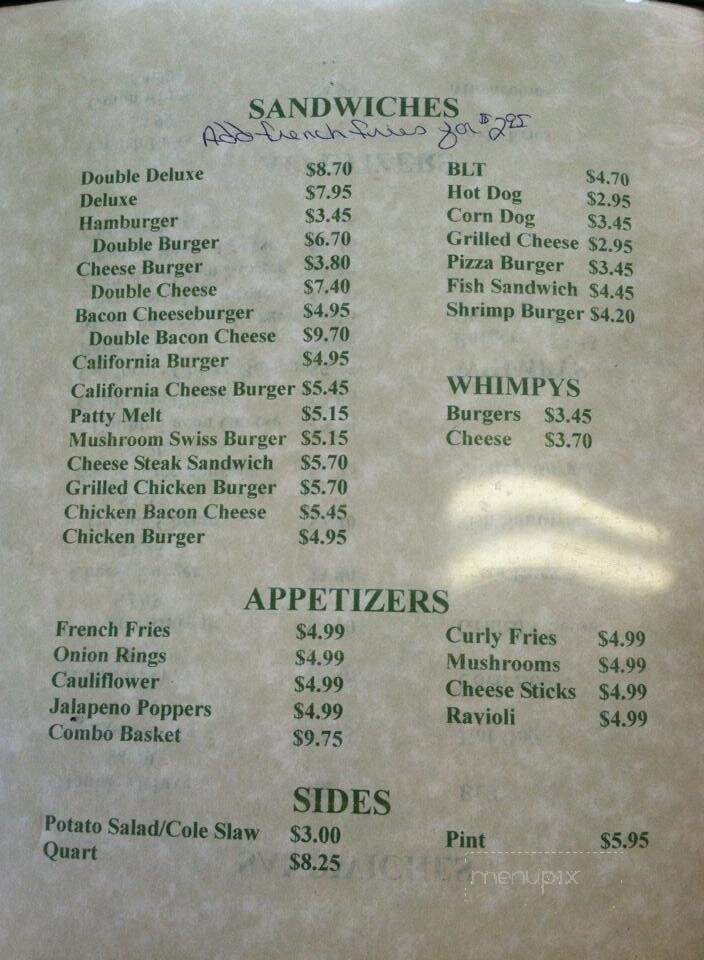 SANDWICHES
Add french fries for $2.95
Double Deluxe $8.70
Deluxe $7.95
Hamburger $3.45
Double Burger $6.70
Cheese Burger $3.80
Double Cheese $7.40
Bacon Cheeseburger $4.95
Double Bacon Cheese $9.70
California Burger $4.95
California Cheese Burger $5.45
Patty Melt $5.15
Mushroom Swiss Burger $5.15
Cheese Steak Sandwich $5.70
Grilled Chicken Burger $5.70
Chicken Bacon Cheese $5.45
Chicken Burger $4.95
BLT $4.70
Hot Dog $2.95
Corn Dog $3.45
Grilled Cheese $2.95
Pizza Burger $3.45
Fish Sandwich $4.45
Shrimp Burger $4.20
WHIMPYS
Burgers $3.45
Cheese $3.70
APPETIZERS
French Fries $4.99
Onion Rings $4.99
Cauliflower $4.99
Jalapeno Poppers $4.99
Combo Basket $9.75
Curly Fries $4.99
Mushrooms $4.99
Cheese Sticks $4.99
Ravioli $4.99
SIDES
Potato Salad/Cole Slaw $3.00
Quart $8.25
Pint $5.95
menupix